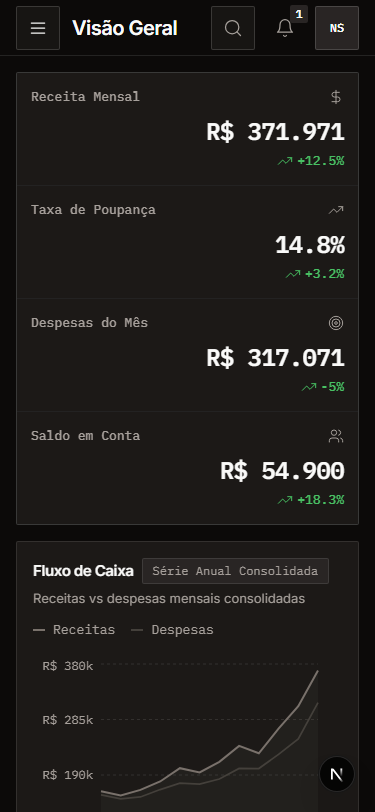 Visão Geral
1
N$
Receita Mensal
R$ 371.971
+12.5%
Taxa de Poupança
14.8%
+3.2%
Despesas do Mês
R$ 317.071
-5%
Saldo em Conta
R$ 54.900
+18.3%
Fluxo de Caixa
Série Anual Consolidada
Receitas vs despesas mensais consolidadas
Receitas
Despesas
R$ 380k
R$ 285k
R$ 190k
N